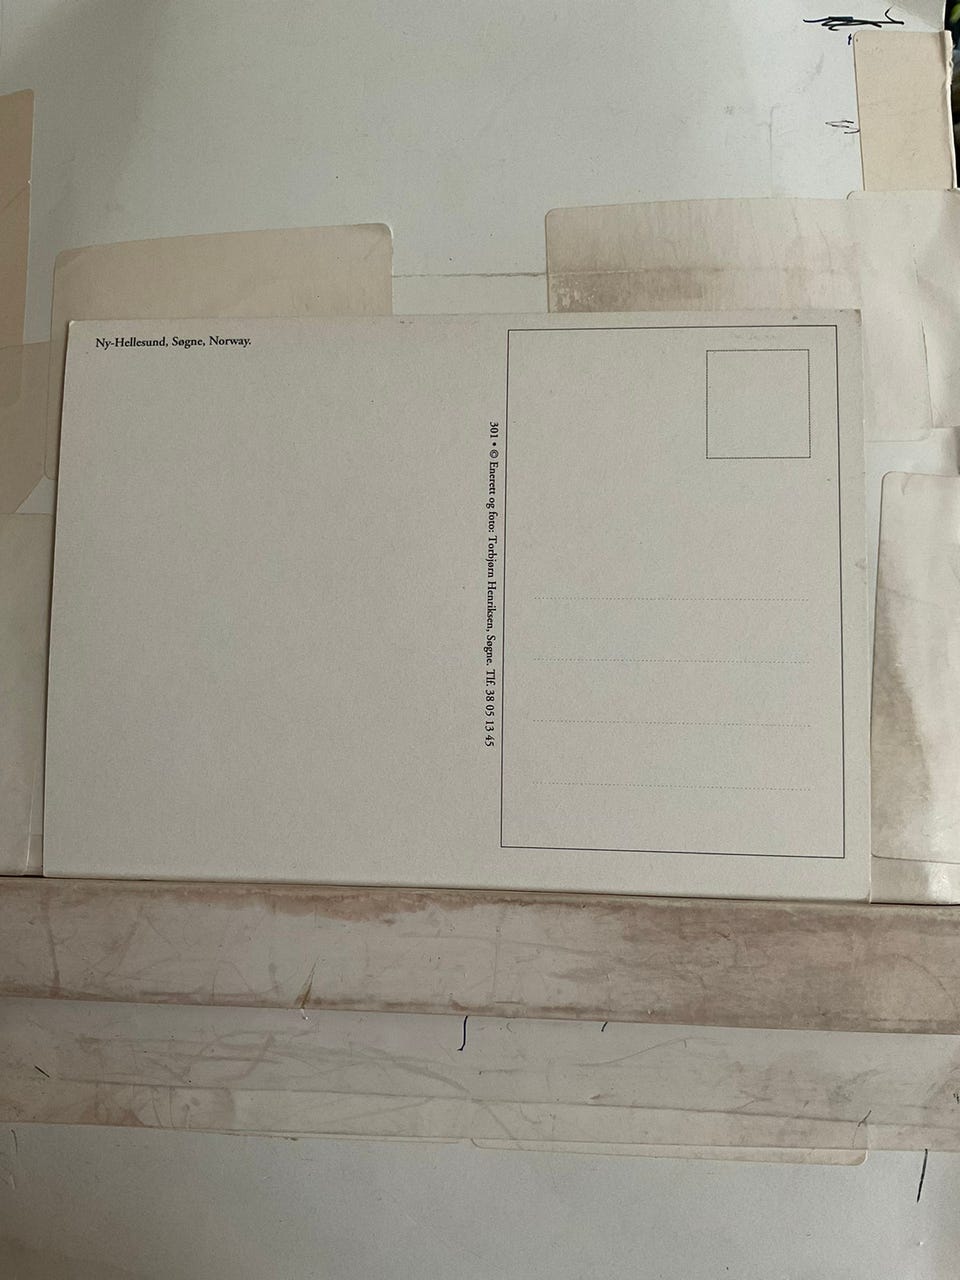 Ny-Hellesund, Søgne, Norway.
301 • © Enerett og foto: Torbjørn Henriksen, Søgne. Tlf. 38 05 13 45